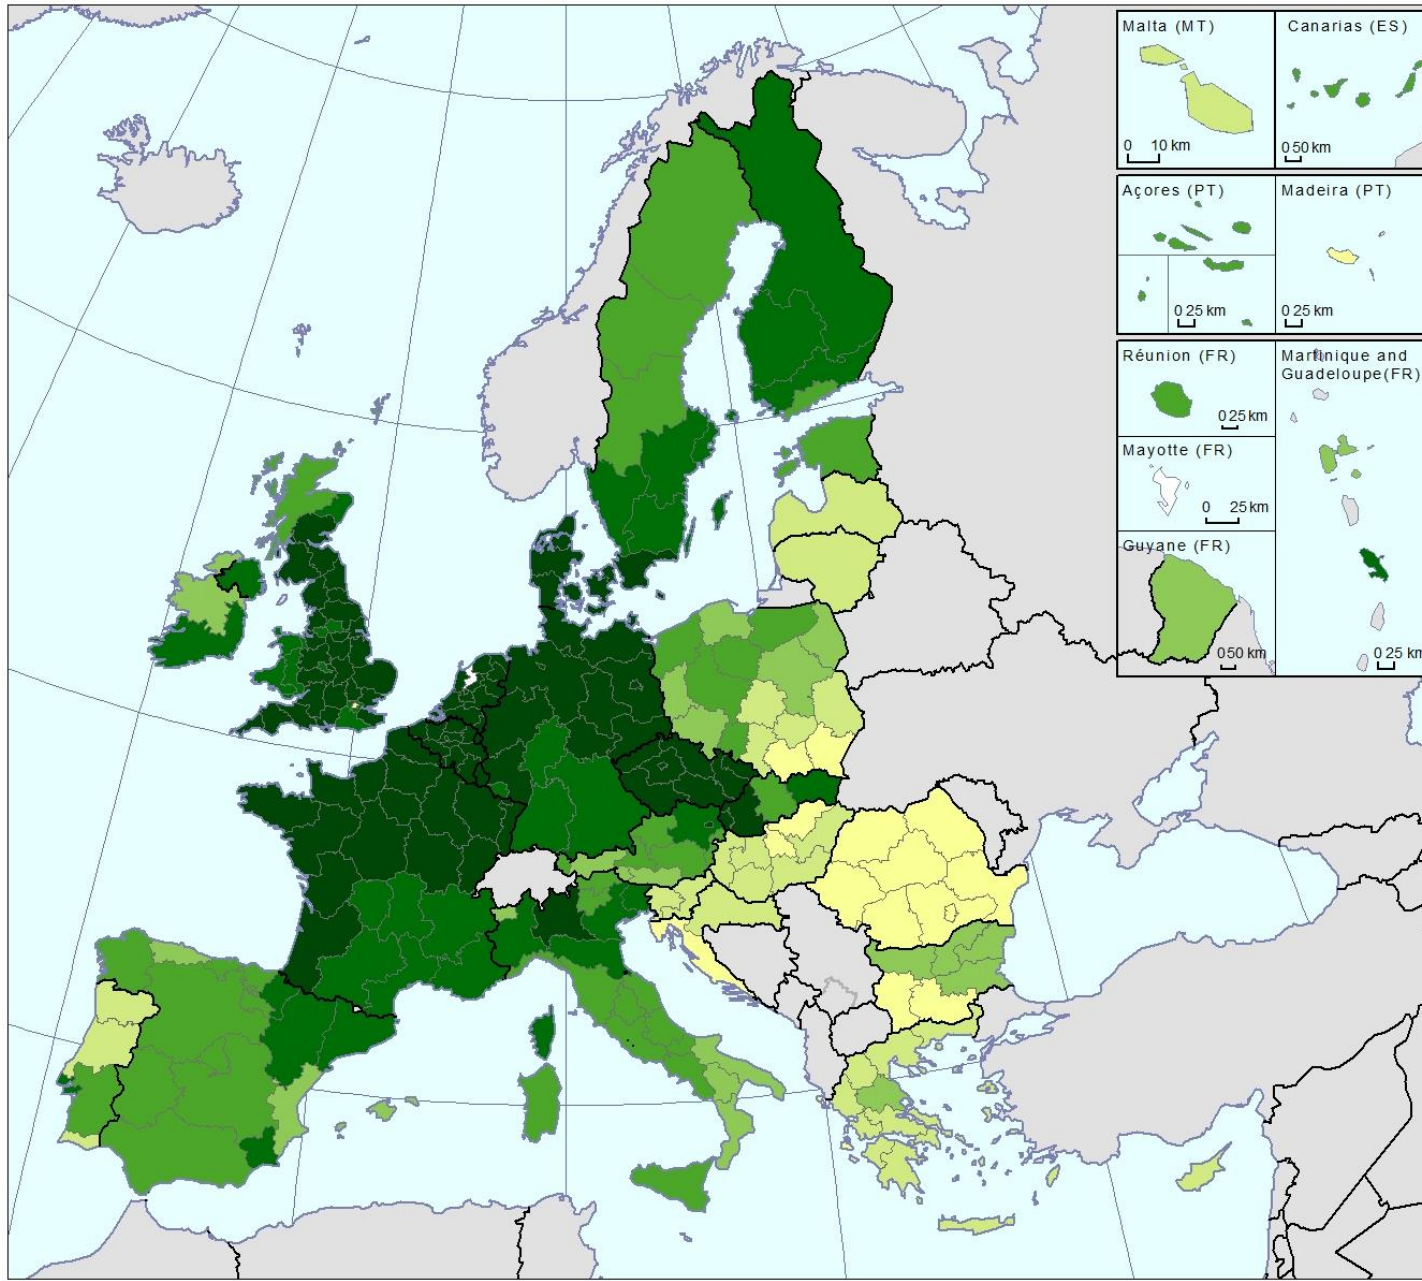 Malta (MT)
0 10 km
Canarias (ES)
0 50 km
Açores (PT)
0 25 km
Madeira (PT)
0 25 km
Réunion (FR)
0 25 km
Mayotte (FR)
0 25 km
Guyane (FR)
0 50 km
Martinique and
Guadeloupe(FR)
0 25 km